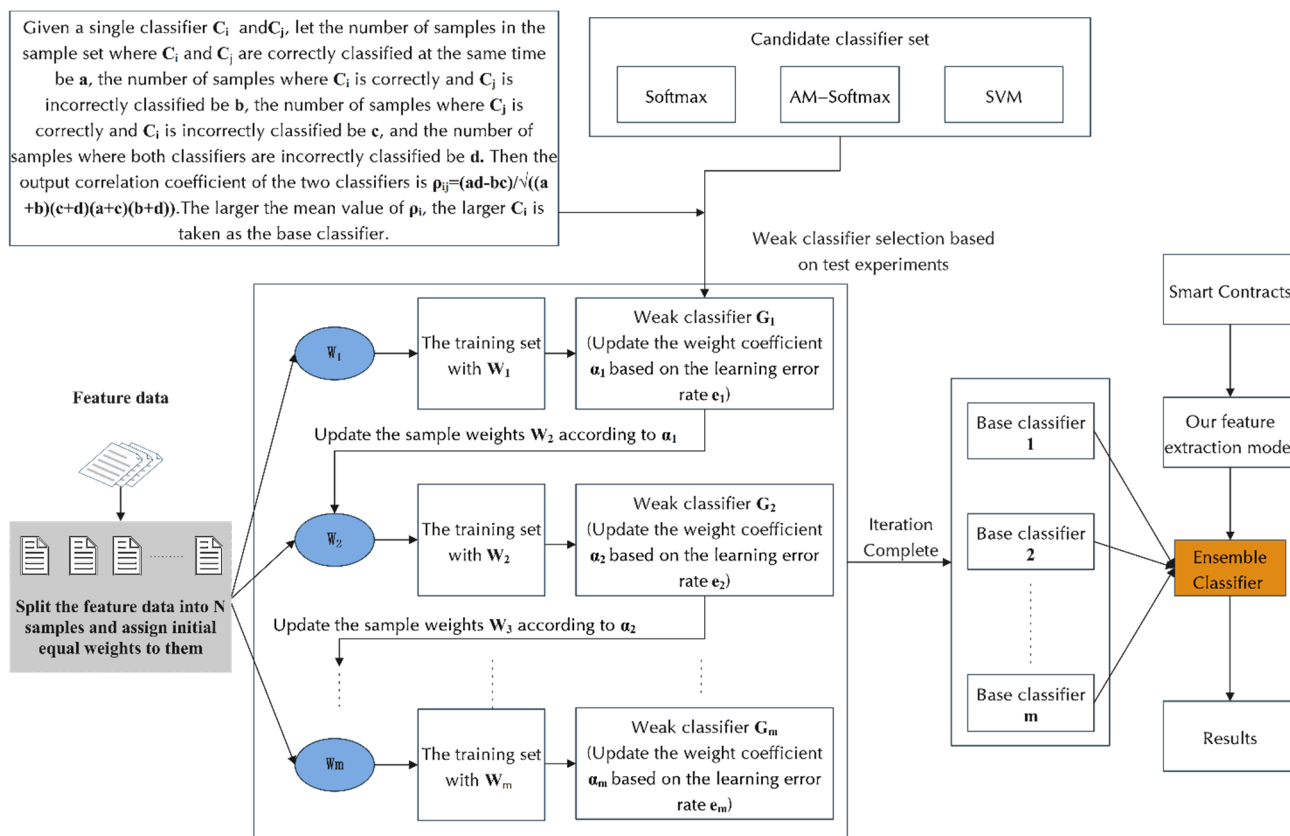 Given a single classifier Ci andCj, let the number of samples in the
sample set where Ci and Cj are correctly classified at the same time
be a, the number of samples where Ci is correctly and Cj is
incorrectly classified be b, the number of samples where Cj is
correctly and Ci is incorrectly classified be c, and the number of
samples where both classifiers are incorrectly classified be d. Then the
output correlation coefficient of the two classifiers is ρij=(ad-bc)/√((a
+b)(c+d)(a+c)(b+d)).The larger the mean value of ρi, the larger Ci is
taken as the base classifier.
Candidate classifier set
Softmax
AM–Softmax
SVM
Weak classifier selection based
on test experiments
Feature data
Split the feature data into N
samples and assign initial
equal weights to them
W1
The training set
with W1
Weak classifier G1
(Update the weight coefficient
α1 based on the learning error
rate e1)
Update the sample weights W2 according to α1
W2
The training set
with W2
Weak classifier G2
(Update the weight coefficient
α2 based on the learning error
rate e2)
Update the sample weights W3 according to α2
Wm
The training set
with Wm
Weak classifier Gm
(Update the weight coefficient
αm based on the learning error
rate em)
Iteration
Complete
Base classifier
1
Base classifier
2
Base classifier
m
Smart Contracts
Our feature
extraction model
Ensemble
Classifier
Results